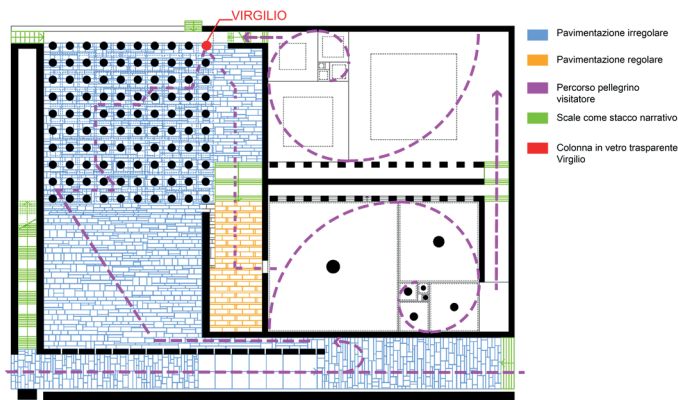 VIRGILIO
Pavimentazione irregolare
Pavimentazione regolare
Percorso pellegrino
visitatore
Scale come stacco narrativo
Colonna in vetro trasparente
Virgilio